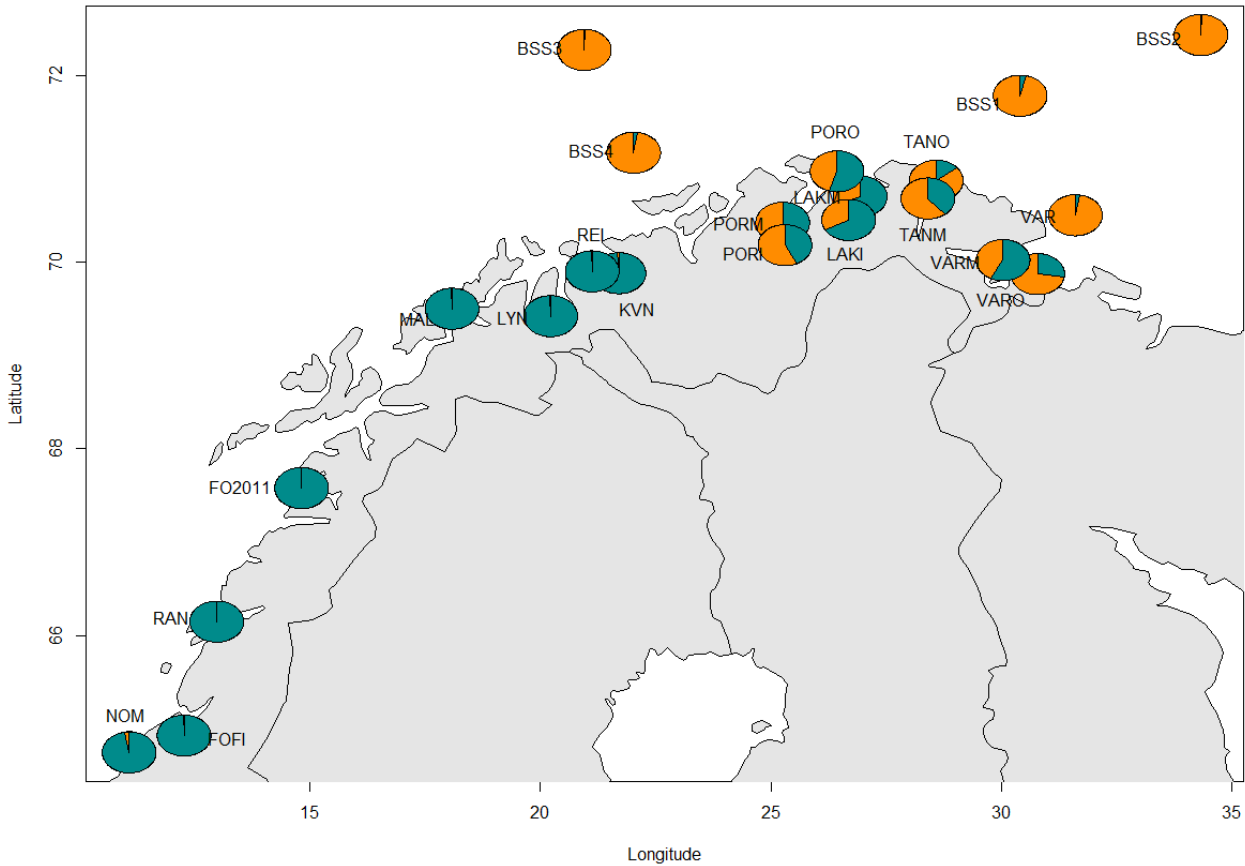 BSS2
BSS3
72
BSS1
PORO
TANO
BSS4
LAKM
VAR
PORM
REI
TANM
PORI
LAKI
VARM
70
VARO
KVN
MAL
LYN
Latitude
68
FO2011
RAN
66
NOM
FOFI
15
20
25
30
35
Longitude